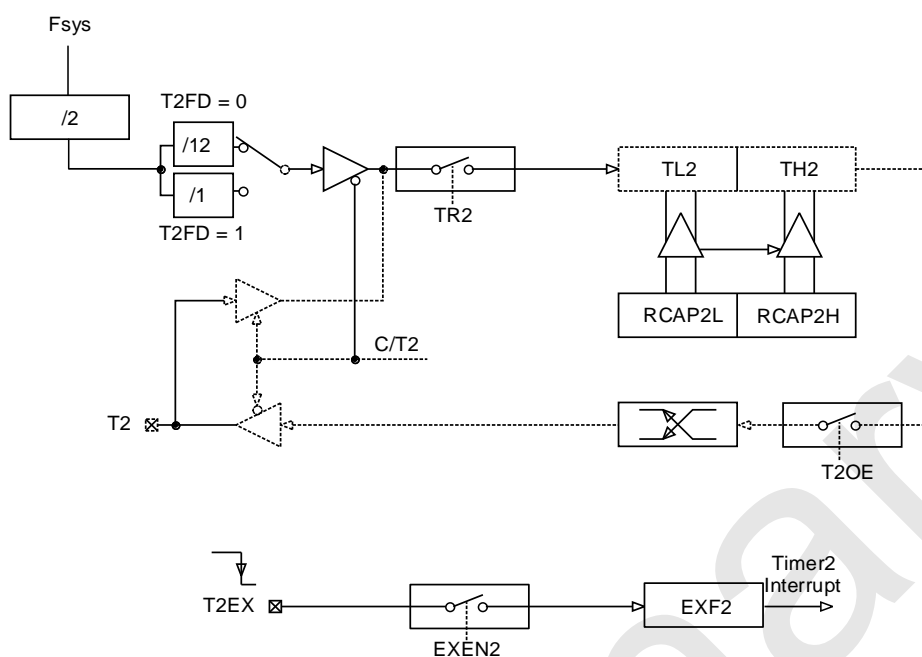 Fsys
/2
T2FD = 0
/12
/1
T2FD = 1
TR2
TL2
TH2
RCAP2L
RCAP2H
C/T2
T2
T2OE
T2EX
EXEN2
EXF2
Timer2
Interrupt